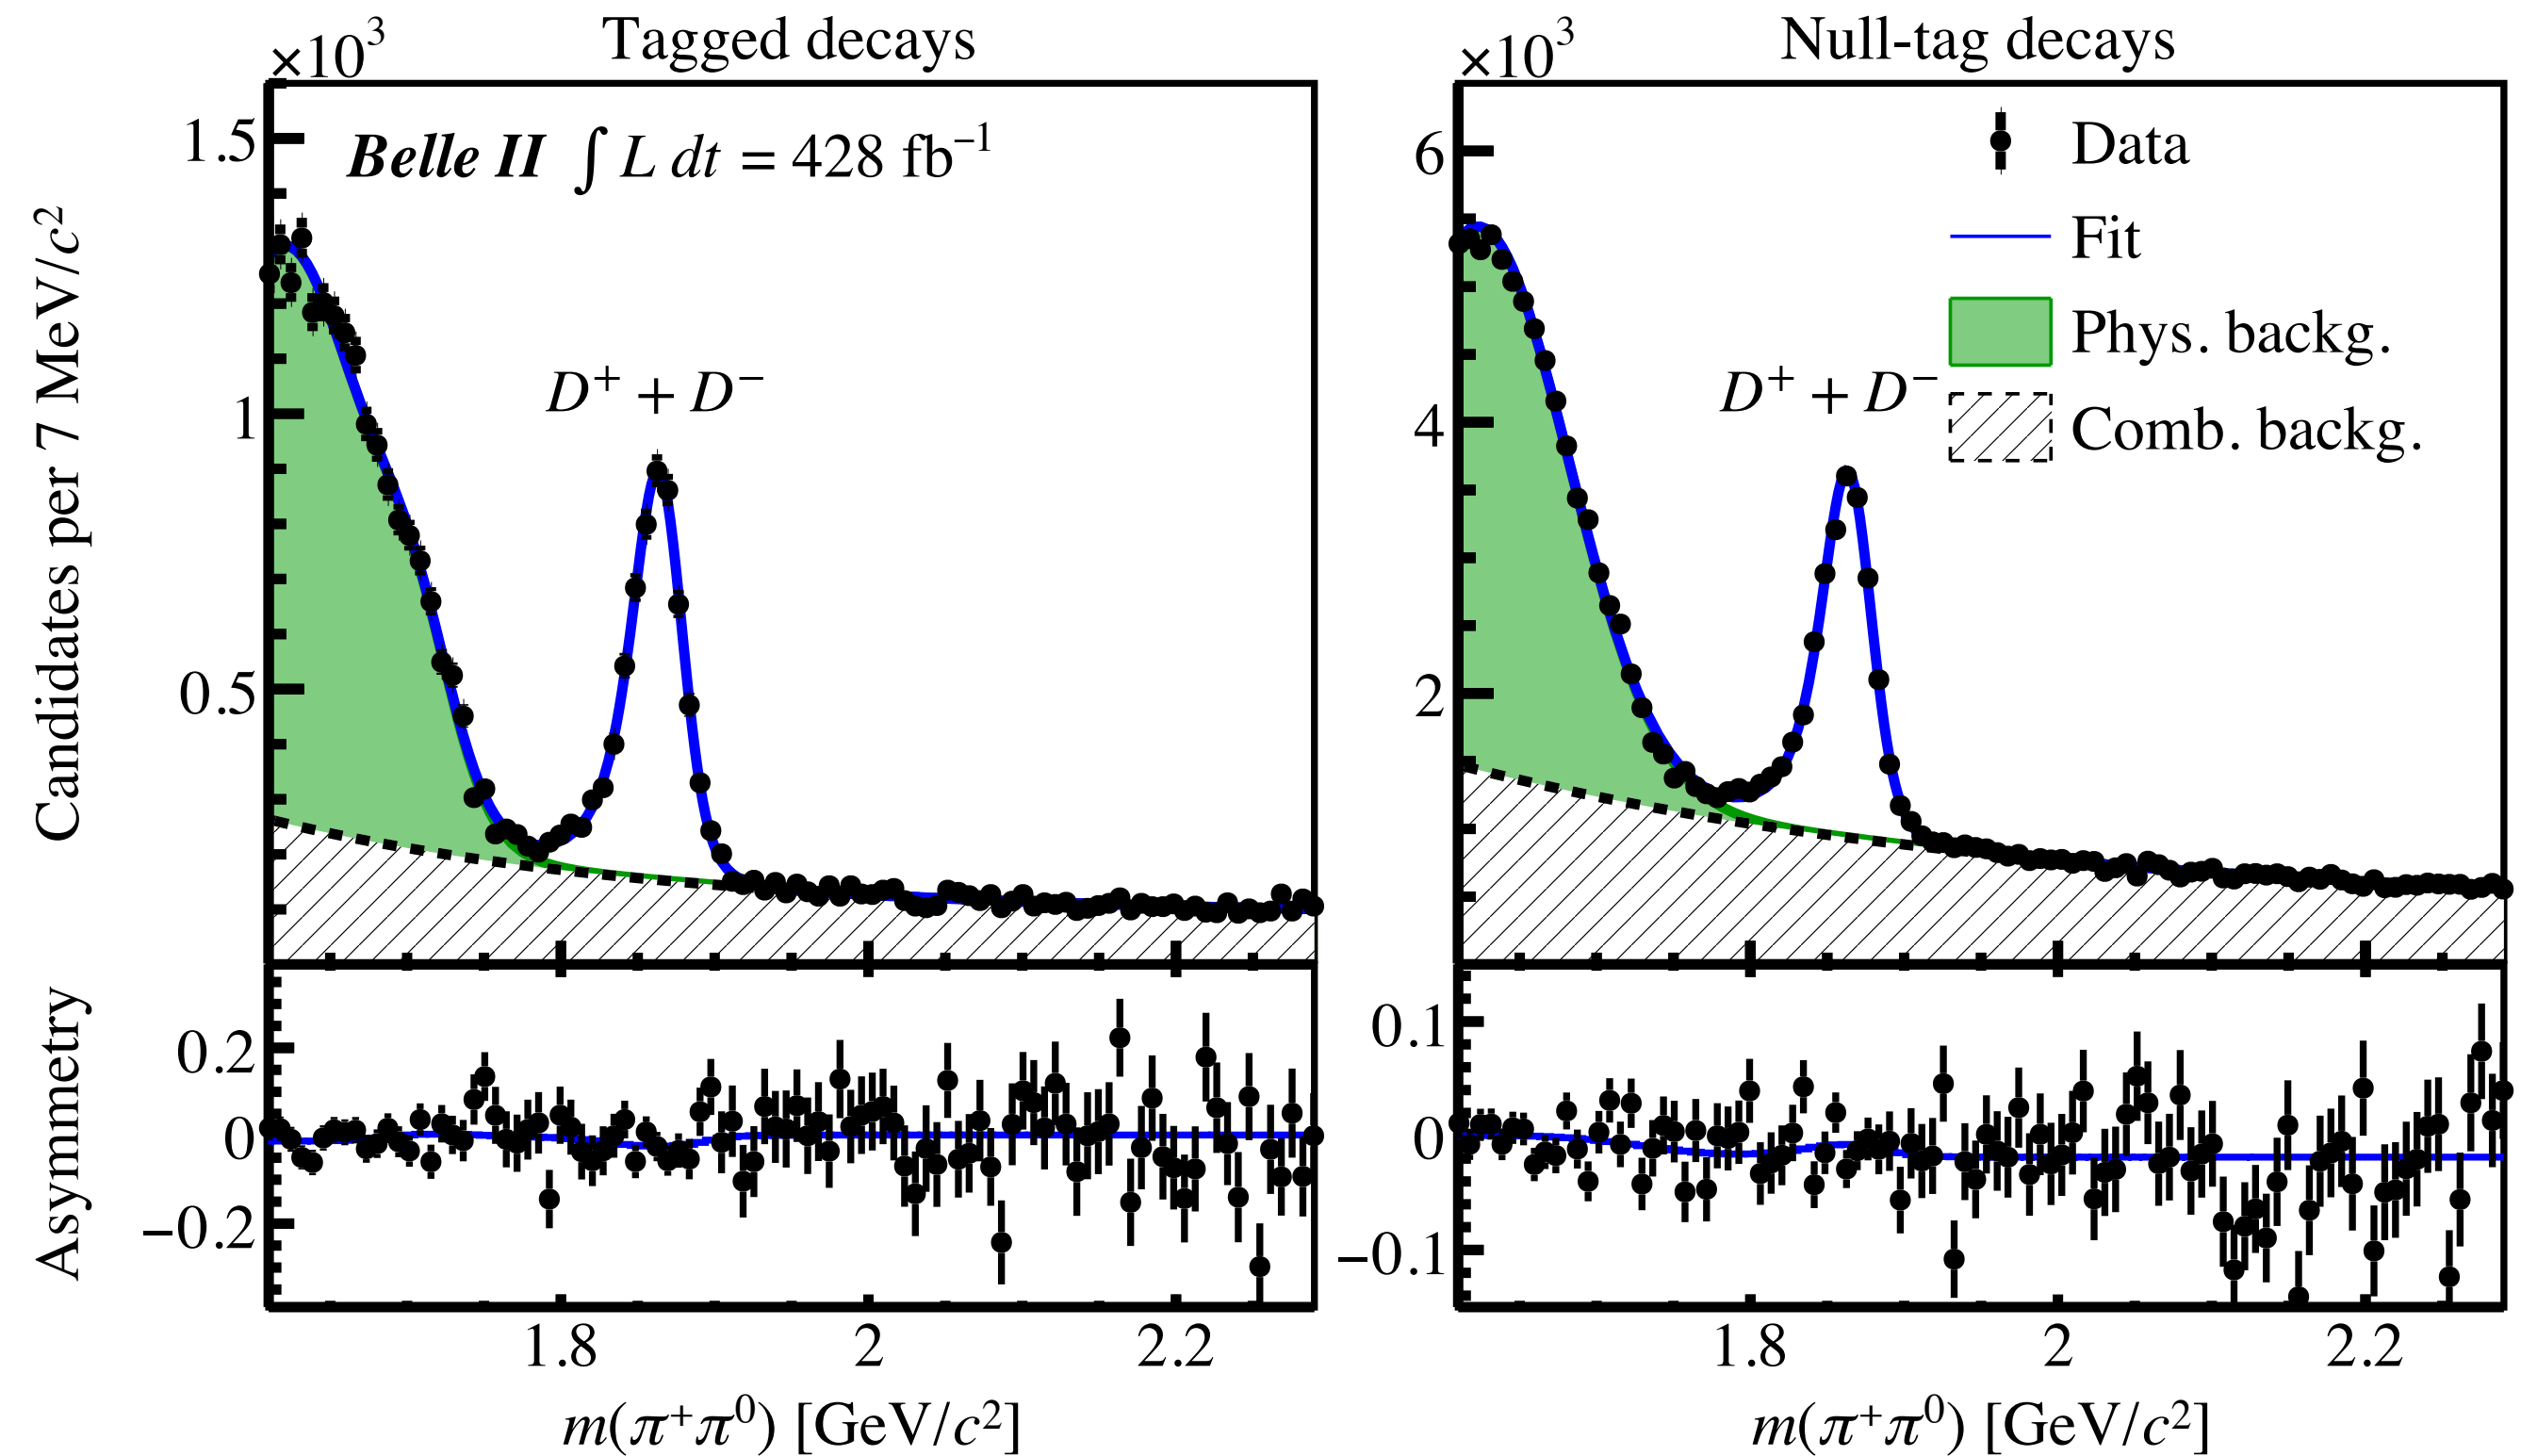 Tagged decays
×10³
Belle II ∫ L dt = 428 fb⁻¹
D⁺ + D⁻
Candidates per 7 MeV/c²
1.5
1
0.5
Asymmetry
0.2
0
−0.2
1.8 2 2.2
m(π⁺π⁰) [GeV/c²]
Null-tag decays
×10³
Data
Fit
Phys. backg.
Comb. backg.
D⁺ + D⁻
6
4
2
0.1
0
−0.1
1.8 2 2.2
m(π⁺π⁰) [GeV/c²]